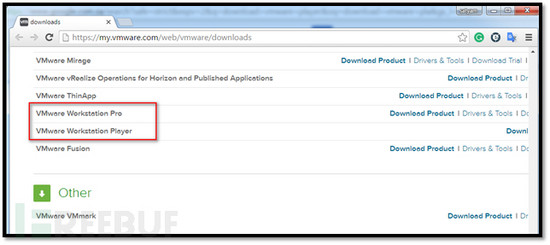 downloads
https://my.vmware.com/web/vmware/downloads
VMware Mirage Download Product | Drivers & Tools | Download Trial
VMware vRealize Operations for Horizon and Published Applications Download Product | Drivers & Tools
VMware ThinApp Download Product | Drivers & Tools | Do
VMware Workstation Pro Download Product | Drivers & Tools | Do
VMware Workstation Player Downl
VMware Fusion Download Product | Drivers & Tools | Do
Other
VMware VMmark Download Product | Drivers & Tools | Do
REEBUF